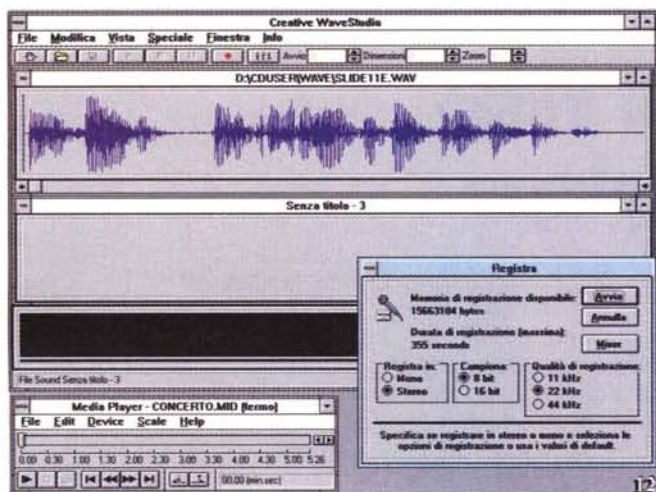 Creative WaveStudio
File Modifica Vista Speciale Finestra Info
Avvio Dimensioni Zoom
D:\CDUSER\WAVE\SLIDE11E.WAV
Senza titolo - 3
File Sound Senza titolo - 3
Registra
Memoria di registrazione disponibile:
15663104 bytes
Durata di registrazione (massima):
355 seconds
Avvia
Annulla
Mixer
Registra in:
Mono
Stereo
Campiona:
8 bit
16 bit
Qualità di registrazione:
11 kHz
22 kHz
44 kHz
Specifica se registrare in stereo o mono e seleziona le
opzioni di registrazione o usa i valori di default.
Media Player - CONCERTO.MID (fermo)
File Edit Device Scale Help
0.00 0.30 1.00 1.30 2.00 2.30 3.00 3.30 4.00 4.30 5.00 5.26
00.00 (min.sec)
12